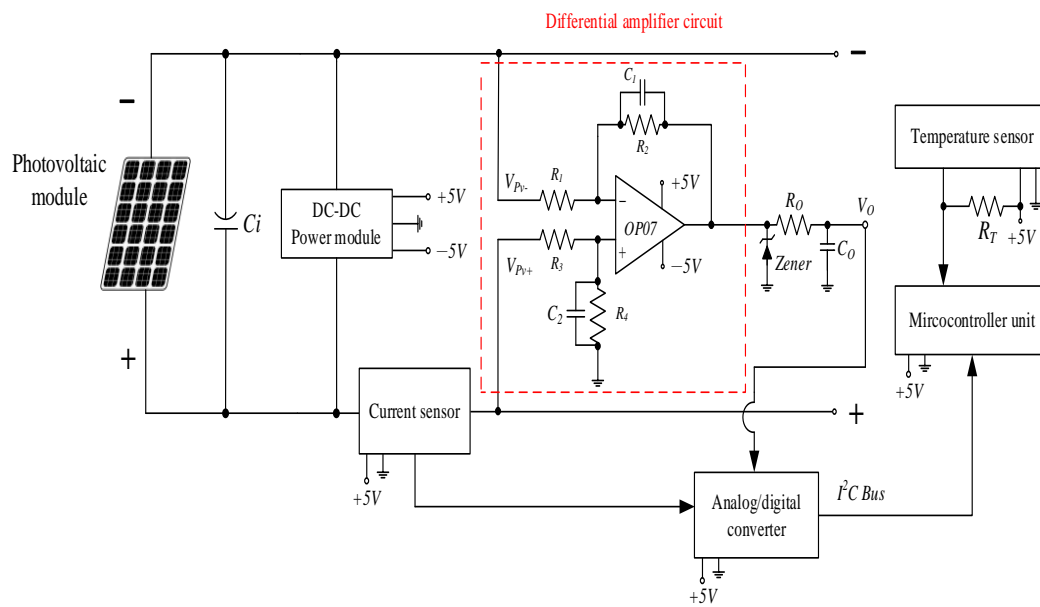 Differential amplifier circuit
−
−
C1
R2
Temperature sensor
Photovoltaic
module
VPv-
R1
+5V
−
OP07
+
−5V
Ci
DC-DC
Power module
+5V
−5V
RO
VO
RT
+5V
Zener
CO
VPv+
R3
C2
R4
Mircocontroller unit
+5V
+
Current sensor
+
+5V
Analog/digital
converter
I²C Bus
+5V